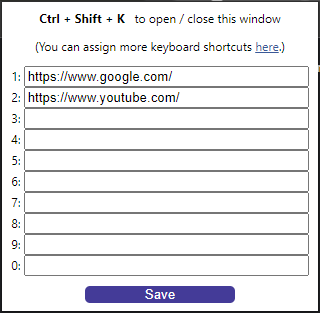 Ctrl + Shift + K to open / close this window
(You can assign more keyboard shortcuts here.)
1: https://www.google.com/
2: https://www.youtube.com/
3:
4:
5:
6:
7:
8:
9:
0:
Save